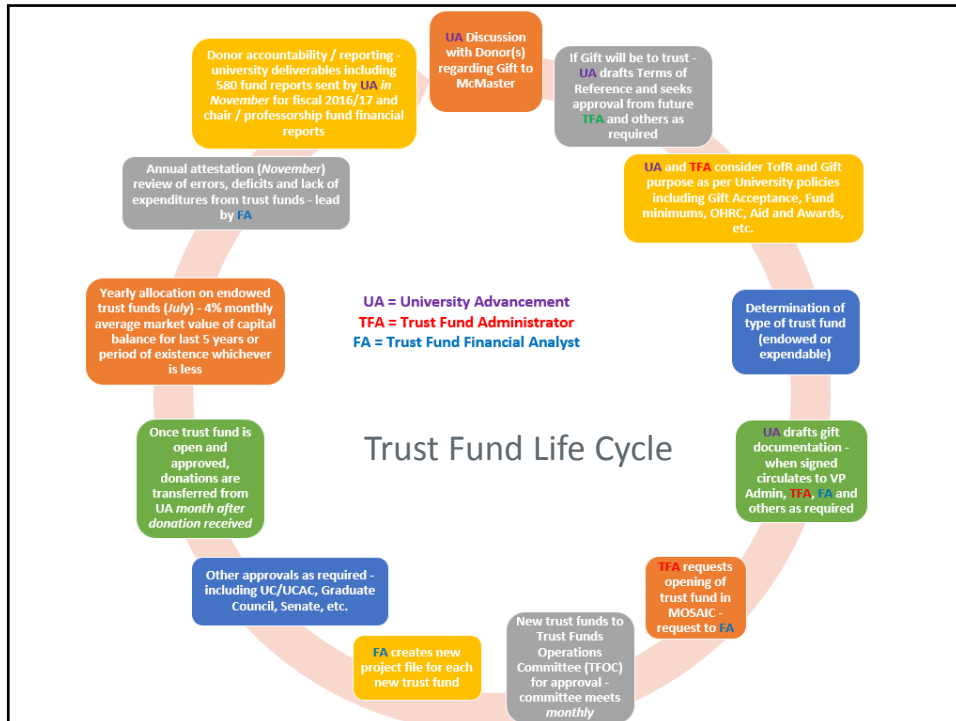 UA Discussion
with Donor(s)
regarding Gift to
McMaster
If Gift will be to trust -
UA drafts Terms of
Reference and seeks
approval from future
TFA and others as
required
UA and TFA consider TofR and Gift
purpose as per University policies
including Gift Acceptance, Fund
minimums, OHRC, Aid and Awards,
etc.
Determination of
type of trust fund
(endowed or
expendable)
UA drafts gift
documentation -
when signed
circulates to VP
Admin, TFA, FA and
others as required
TFA requests
opening of
trust fund in
MOSAIC -
request to FA
New trust funds to
Trust Funds
Operations
Committee (TFOC)
for approval -
committee meets
monthly
FA creates new
project file for each
new trust fund
Other approvals as required -
including UC/UCAC, Graduate
Council, Senate, etc.
Once trust fund is
open and
approved,
donations are
transferred from
UA month after
donation received
Yearly allocation on endowed
trust funds (July) - 4% monthly
average market value of capital
balance for last 5 years or
period of existence whichever
is less
Annual attestation (November)
review of errors, deficits and lack of
expenditures from trust funds - lead
by FA
Donor accountability / reporting -
university deliverables including
580 fund reports sent by UA in
November for fiscal 2016/17 and
chair / professorship fund financial
reports
UA = University Advancement
TFA = Trust Fund Administrator
FA = Trust Fund Financial Analyst
Trust Fund Life Cycle